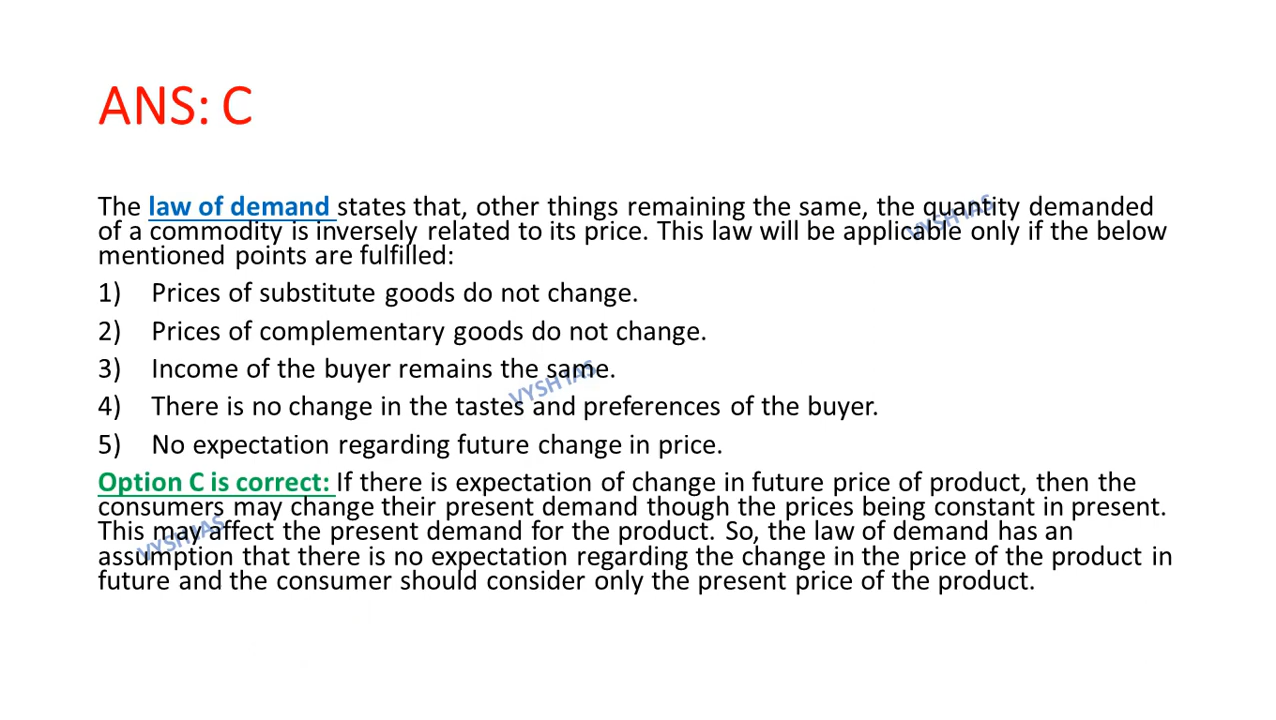 ANS: C
The law of demand states that, other things remaining the same, the quantity demanded
of a commodity is inversely related to its price. This law will be applicable only if the below
mentioned points are fulfilled:
1) Prices of substitute goods do not change.
2) Prices of complementary goods do not change.
3) Income of the buyer remains the same.
4) There is no change in the tastes and preferences of the buyer.
5) No expectation regarding future change in price.
Option C is correct: If there is expectation of change in future price of product, then the
consumers may change their present demand though the prices being constant in present.
This may affect the present demand for the product. So, the law of demand has an
assumption that there is no expectation regarding the change in the price of the product in
future and the consumer should consider only the present price of the product.
VYSH IAS
VYSH IAS
VYSH IAS